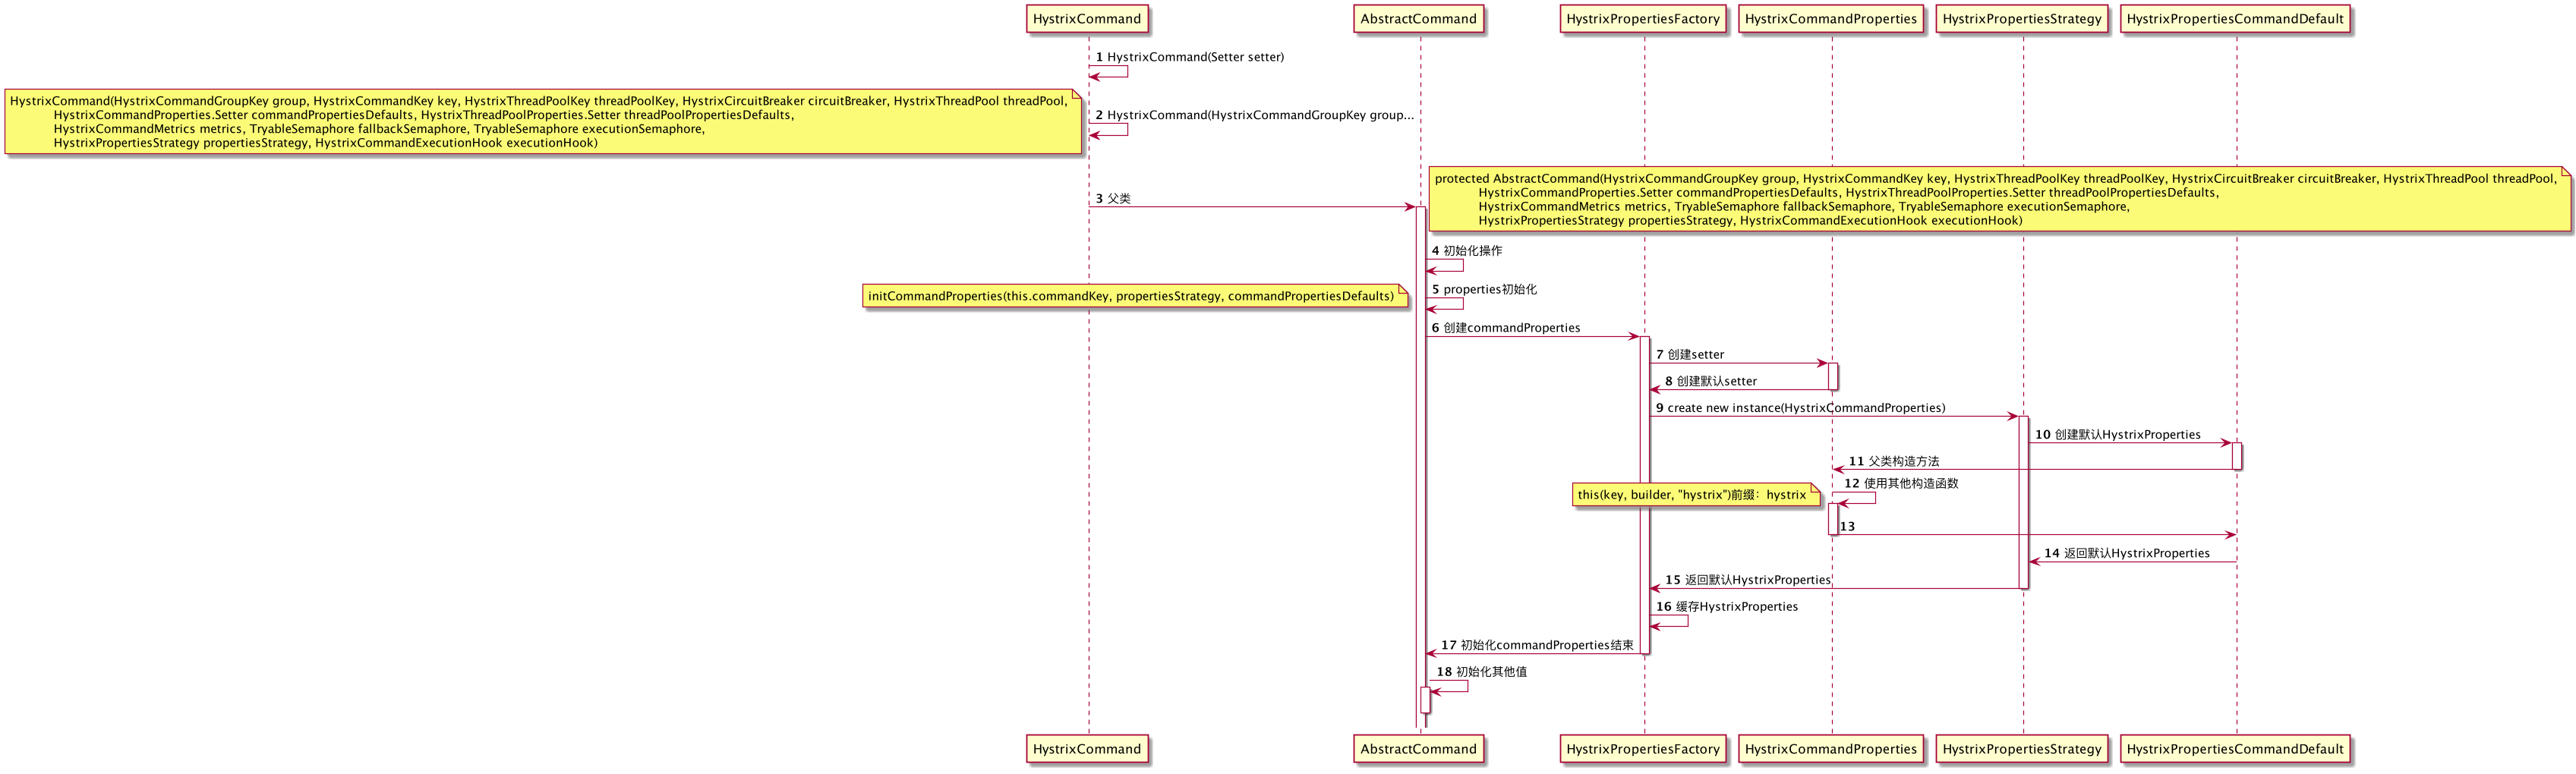 HystrixCommand
AbstractCommand
HystrixPropertiesFactory
HystrixCommandProperties
HystrixPropertiesStrategy
HystrixPropertiesCommandDefault
1 HystrixCommand(Setter setter)
HystrixCommand(HystrixCommandGroupKey group, HystrixCommandKey key, HystrixThreadPoolKey threadPoolKey, HystrixCircuitBreaker circuitBreaker, HystrixThreadPool threadPool,
HystrixCommandProperties.Setter commandPropertiesDefaults, HystrixThreadPoolProperties.Setter threadPoolPropertiesDefaults,
HystrixCommandMetrics metrics, TryableSemaphore fallbackSemaphore, TryableSemaphore executionSemaphore,
HystrixPropertiesStrategy propertiesStrategy, HystrixCommandExecutionHook executionHook)
2 HystrixCommand(HystrixCommandGroupKey group...
3 父类
protected AbstractCommand(HystrixCommandGroupKey group, HystrixCommandKey key, HystrixThreadPoolKey threadPoolKey, HystrixCircuitBreaker circuitBreaker, HystrixThreadPool threadPool,
HystrixCommandProperties.Setter commandPropertiesDefaults, HystrixThreadPoolProperties.Setter threadPoolPropertiesDefaults,
HystrixCommandMetrics metrics, TryableSemaphore fallbackSemaphore, TryableSemaphore executionSemaphore,
HystrixPropertiesStrategy propertiesStrategy, HystrixCommandExecutionHook executionHook)
4 初始化操作
initCommandProperties(this.commandKey, propertiesStrategy, commandPropertiesDefaults)
5 properties初始化
6 创建commandProperties
7 创建setter
8 创建默认setter
9 create new instance(HystrixCommandProperties)
10 创建默认HystrixProperties
11 父类构造方法
this(key, builder, "hystrix")前缀：hystrix
12 使用其他构造函数
13
14 返回默认HystrixProperties
15 返回默认HystrixProperties
16 缓存HystrixProperties
17 初始化commandProperties结束
18 初始化其他值
HystrixCommand
AbstractCommand
HystrixPropertiesFactory
HystrixCommandProperties
HystrixPropertiesStrategy
HystrixPropertiesCommandDefault